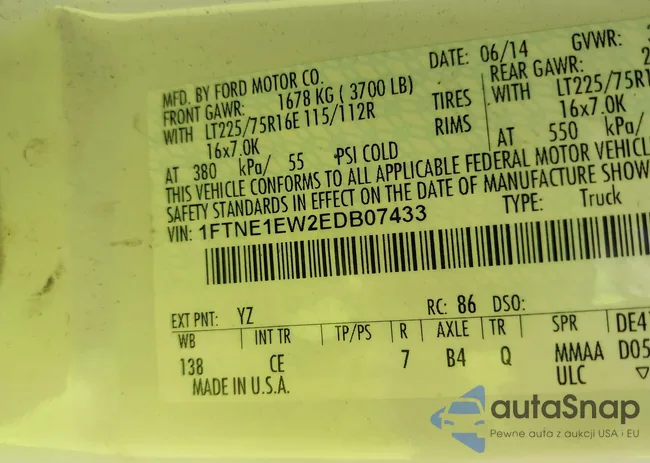 DATE: 06/14 GVWR:
MFD. BY FORD MOTOR CO. REAR GAWR:
FRONT GAWR: 1678 KG ( 3700 LB)
WITH LT225/75R16E 115/112R TIRES WITH LT225/75R
16x7.0K RIMS 16x7.0K
AT 380 kPa/ 55 PSI COLD AT 550 kPa/
THIS VEHICLE CONFORMS TO ALL APPLICABLE FEDERAL MOTOR VEHICL
SAFETY STANDARDS IN EFFECT ON THE DATE OF MANUFACTURE SHOW
VIN: 1FTNE1EW2EDB07433 TYPE: Truck
EXT PNT: YZ RC: 86 DSO:
WB INT TR TP/PS R AXLE TR SPR DE4
138 CE 7 B4 Q MMAA D05
MADE IN U.S.A. ULC
autaSnap
Pewne auta z aukcji USA i EU